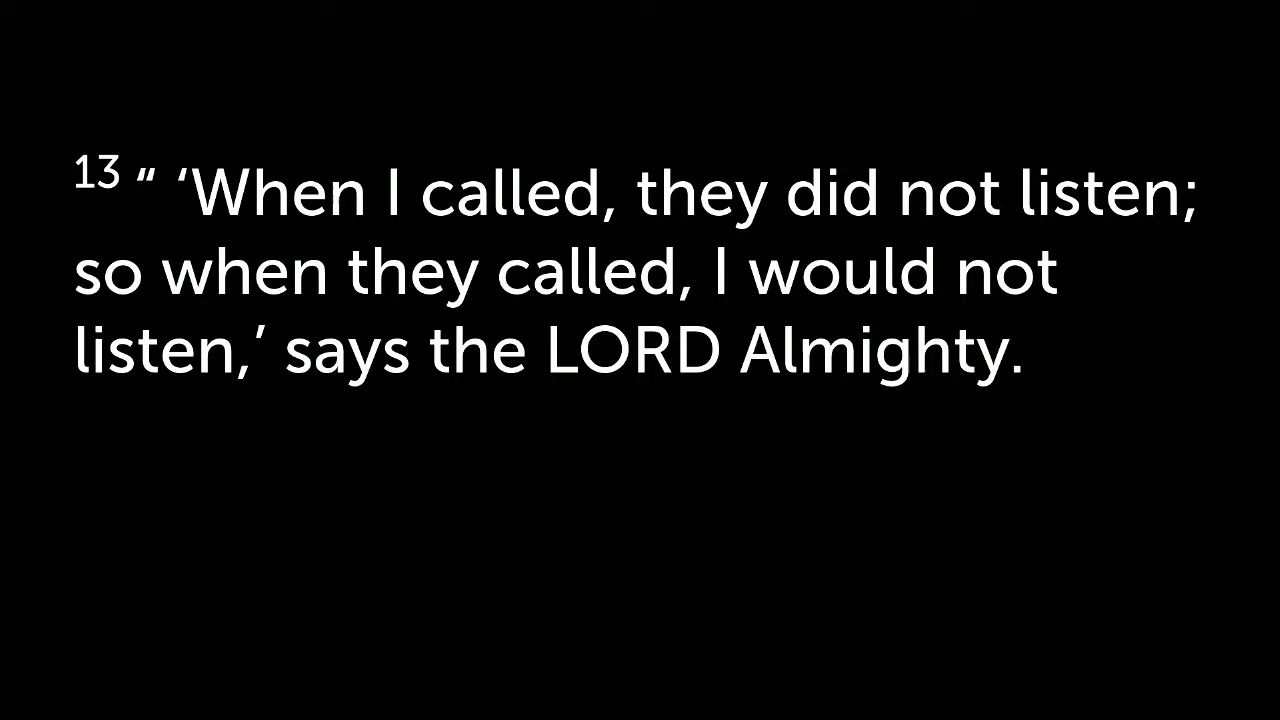 13 “ ‘When I called, they did not listen;
so when they called, I would not
listen,’ says the LORD Almighty.